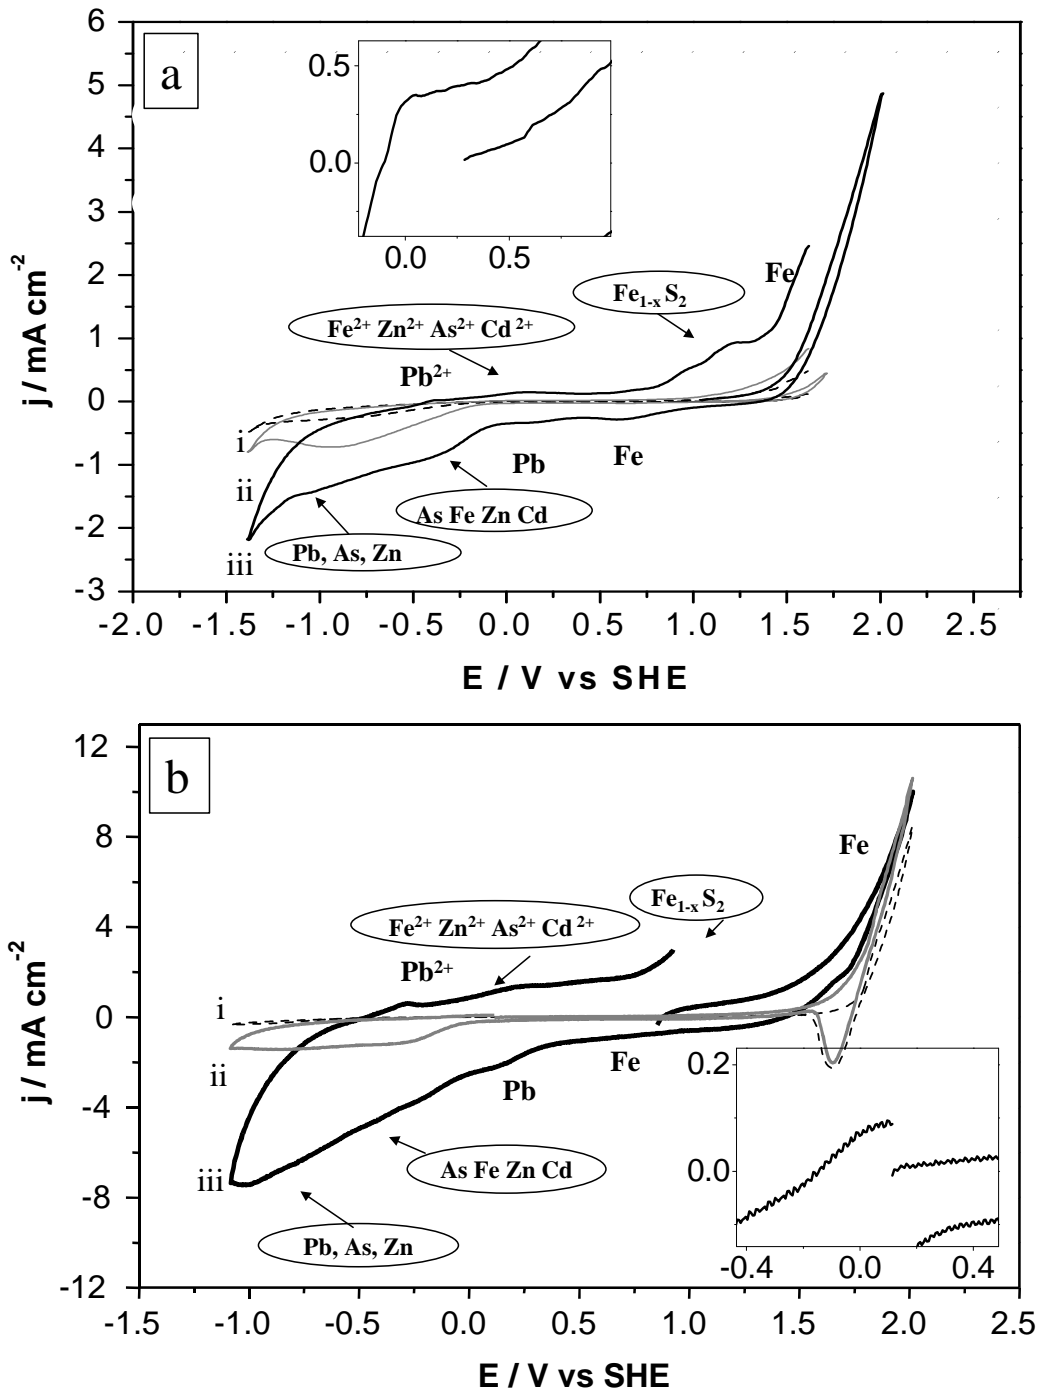 a
6
5
4
3
2
1
0
-1
-2
-3
j / mA cm-2
0.5
0.0
0.0 0.5
Fe
Fe1-x S2
Fe2+ Zn2+ As2+ Cd 2+
Pb2+
i
ii
iii
Pb
Fe
As Fe Zn Cd
Pb, As, Zn
-2.0 -1.5 -1.0 -0.5 0.0 0.5 1.0 1.5 2.0 2.5
E / V vs SHE
b
12
8
4
0
-4
-8
-12
j / mA cm-2
Fe
Fe1-x S2
Fe2+ Zn2+ As2+ Cd 2+
Pb2+
i
ii
iii
Fe
Pb
As Fe Zn Cd
Pb, As, Zn
0.2
0.0
-0.4 0.0 0.4
-1.5 -1.0 -0.5 0.0 0.5 1.0 1.5 2.0 2.5
E / V vs SHE